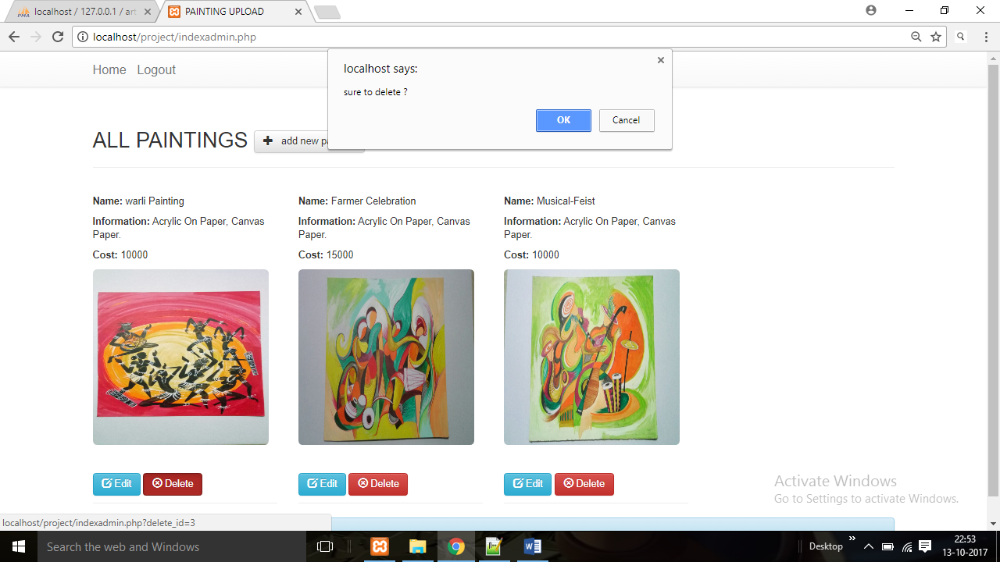 localhost / 127.0.0.1 / art
PAINTING UPLOAD
localhost/project/indexadmin.php
Home Logout
localhost says:
sure to delete ?
OK Cancel
ALL PAINTINGS
add new pa
Name: warli Painting
Information: Acrylic On Paper, Canvas
Paper.
Cost: 10000
Name: Farmer Celebration
Information: Acrylic On Paper, Canvas
Paper.
Cost: 15000
Name: Musical-Feist
Information: Acrylic On Paper, Canvas
Paper.
Cost: 10000
Edit Delete
Edit Delete
Edit Delete
Activate Windows
Go to Settings to activate Windows.
localhost/project/indexadmin.php?delete_id=3
Search the web and Windows
Desktop
22:53
13-10-2017